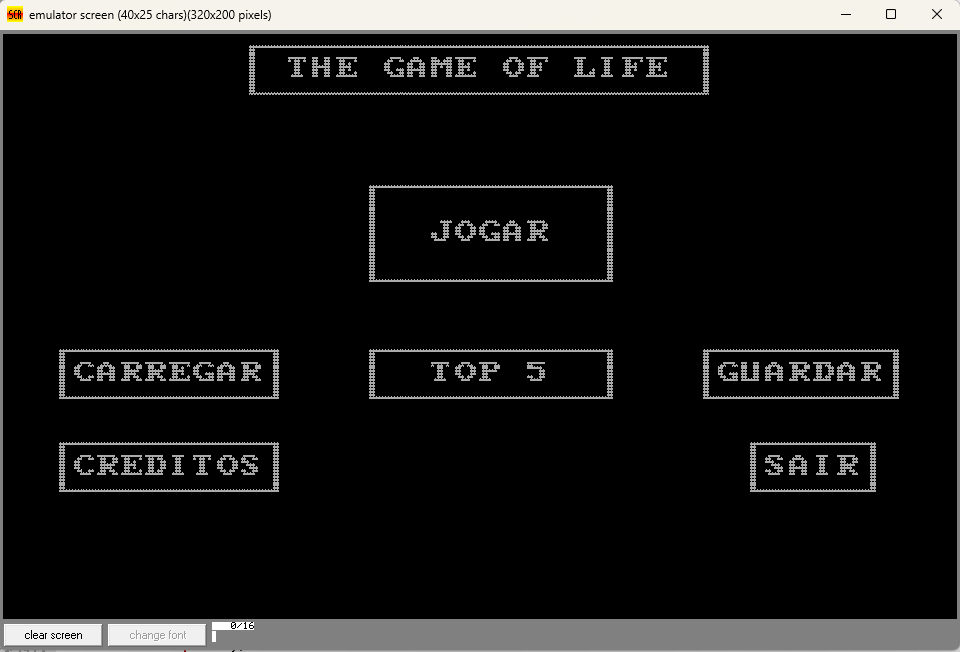 SCR
emulator screen (40x25 chars)(320x200 pixels)
THE GAME OF LIFE
JOGAR
CARREGAR TOP 5 GUARDAR
CREDITOS SAIR
clear screen change font 0/16